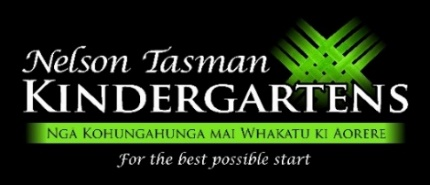 Nelson Tasman
KINDERGARTENS
NGA KOHUNGAHUNGA MAI WHAKATU KI AORERE
For the best possible start